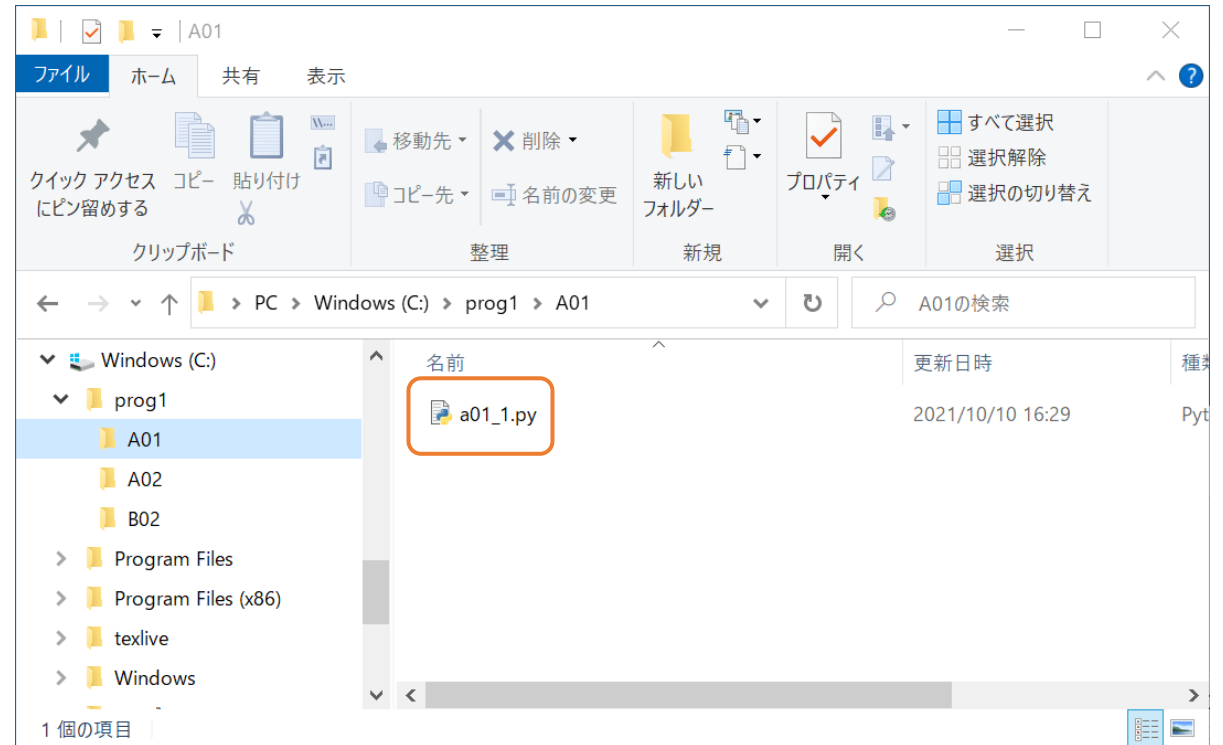 A01
ファイル ホーム 共有 表示
クイック アクセス
にピン留めする
コピー
貼り付け
クリップボード
移動先
コピー先
削除
名前の変更
整理
新しい
フォルダー
新規
プロパティ
開く
すべて選択
選択解除
選択の切り替え
選択
PC > Windows (C:) > prog1 > A01
A01の検索
Windows (C:)
prog1
A01
A02
B02
Program Files
Program Files (x86)
texlive
Windows
名前 更新日時 種
a01_1.py 2021/10/10 16:29 Pyt
1 個の項目